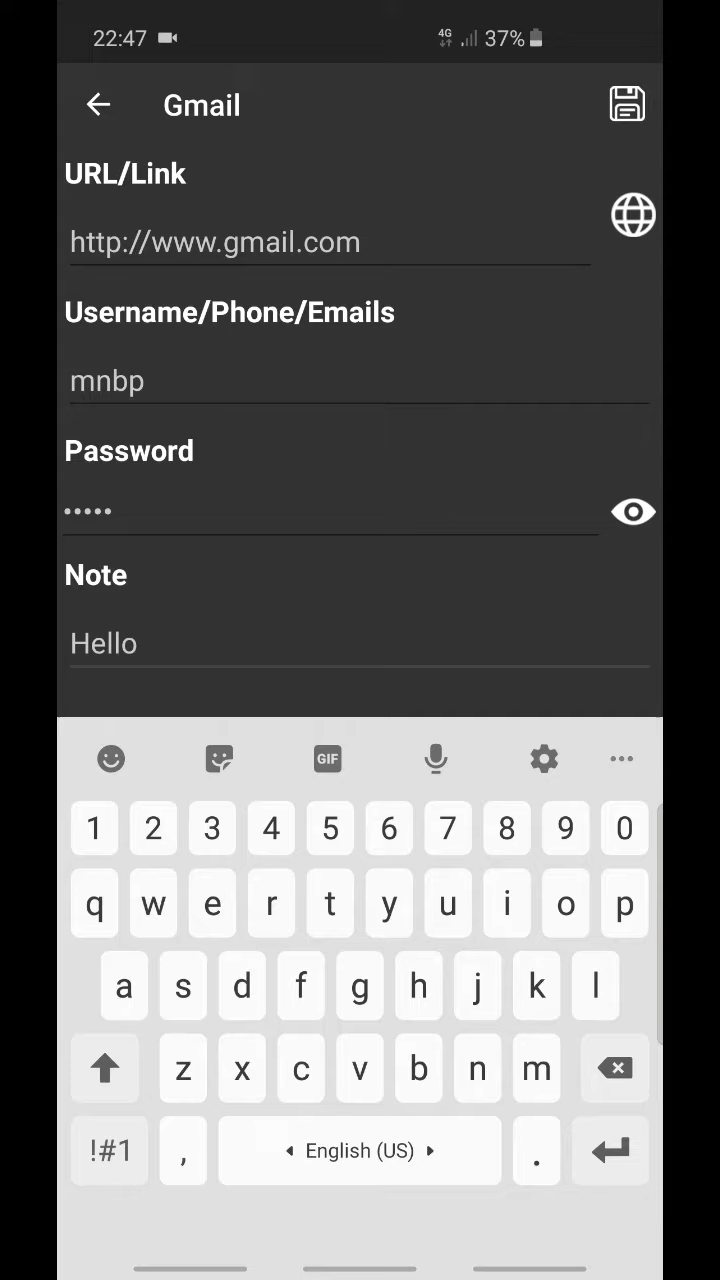 22:47 4G 37%
Gmail
URL/Link
http://www.gmail.com
Username/Phone/Emails
mnbp
Password
•••••
Note
Hello
GIF
1 2 3 4 5 6 7 8 9 0
q w e r t y u i o p
a s d f g h j k l
z x c v b n m
!#1 , English (US) .